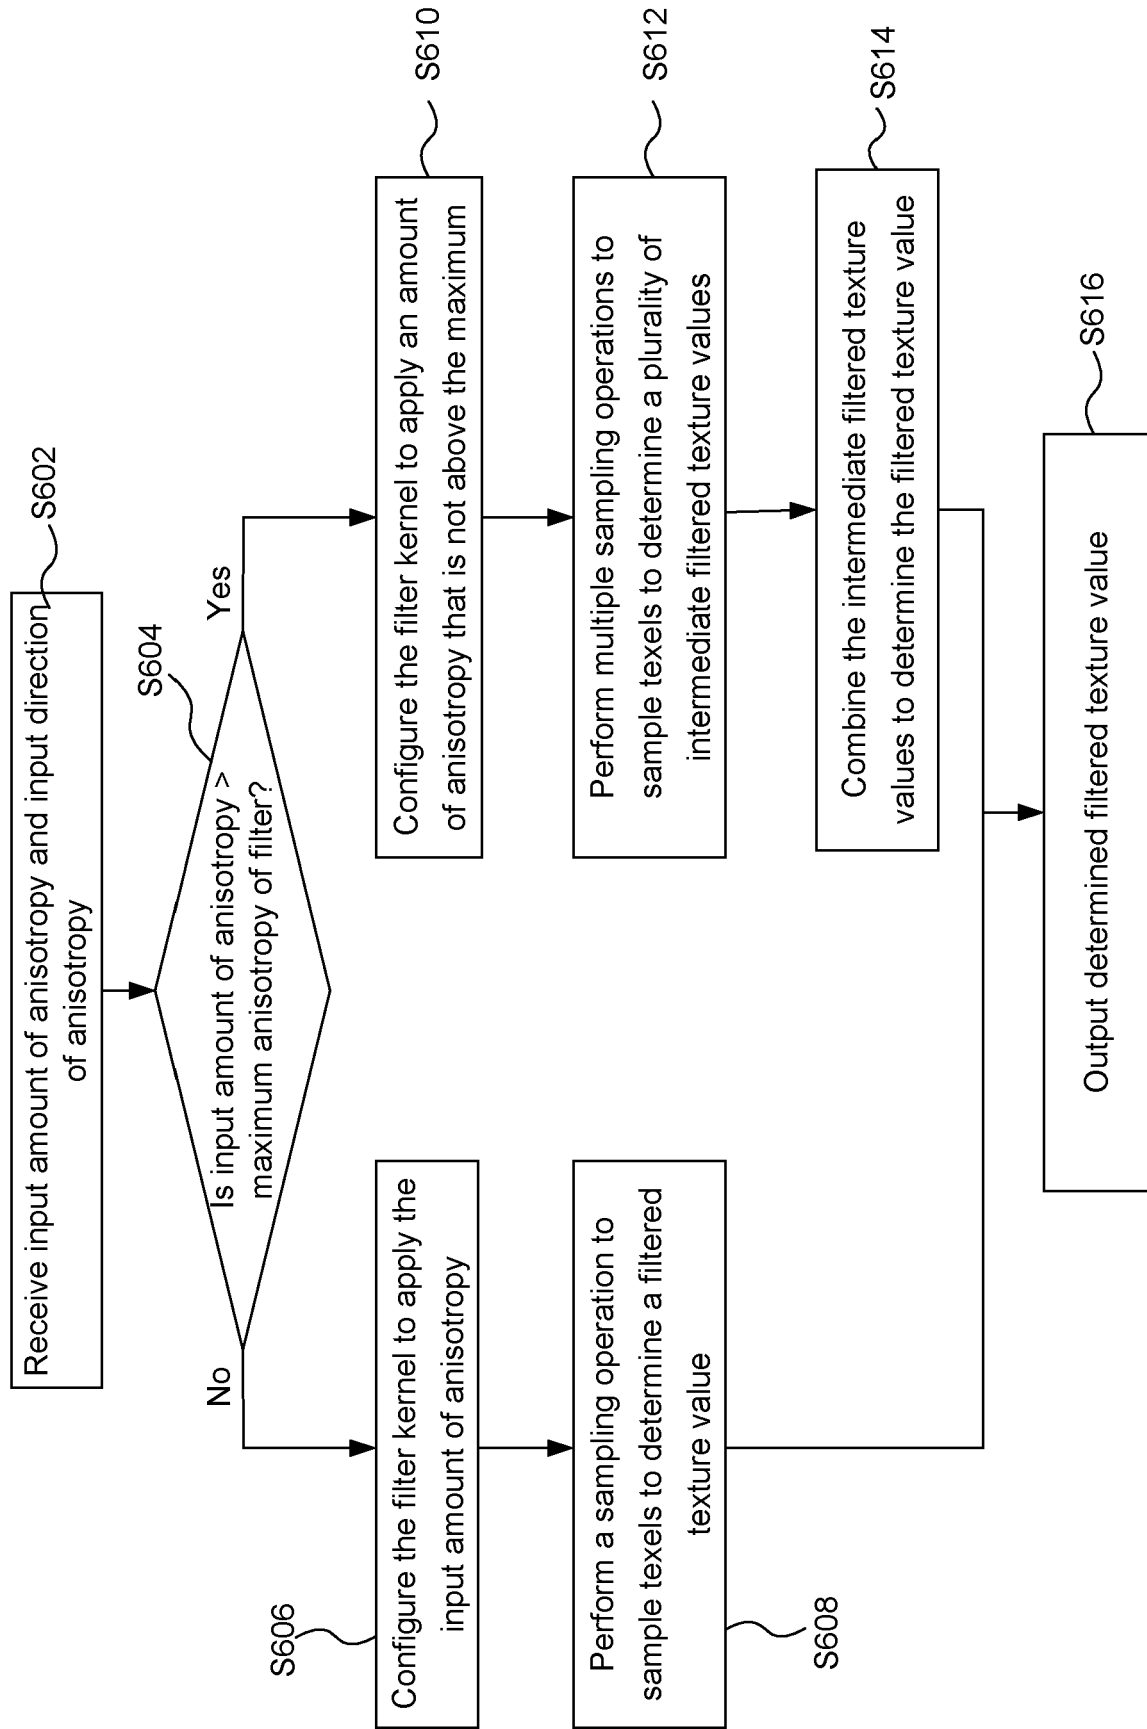 Receive input amount of anisotropy and input direction
of anisotropy
S602
S604
Is input amount of anisotropy >
maximum anisotropy of filter?
No
Yes
S606
Configure the filter kernel to apply the
input amount of anisotropy
Perform a sampling operation to
sample texels to determine a filtered
texture value
S608
Configure the filter kernel to apply an amount
of anisotropy that is not above the maximum
S610
Perform multiple sampling operations to
sample texels to determine a plurality of
intermediate filtered texture values
S612
Combine the intermediate filtered texture
values to determine the filtered texture value
S614
Output determined filtered texture value
S616